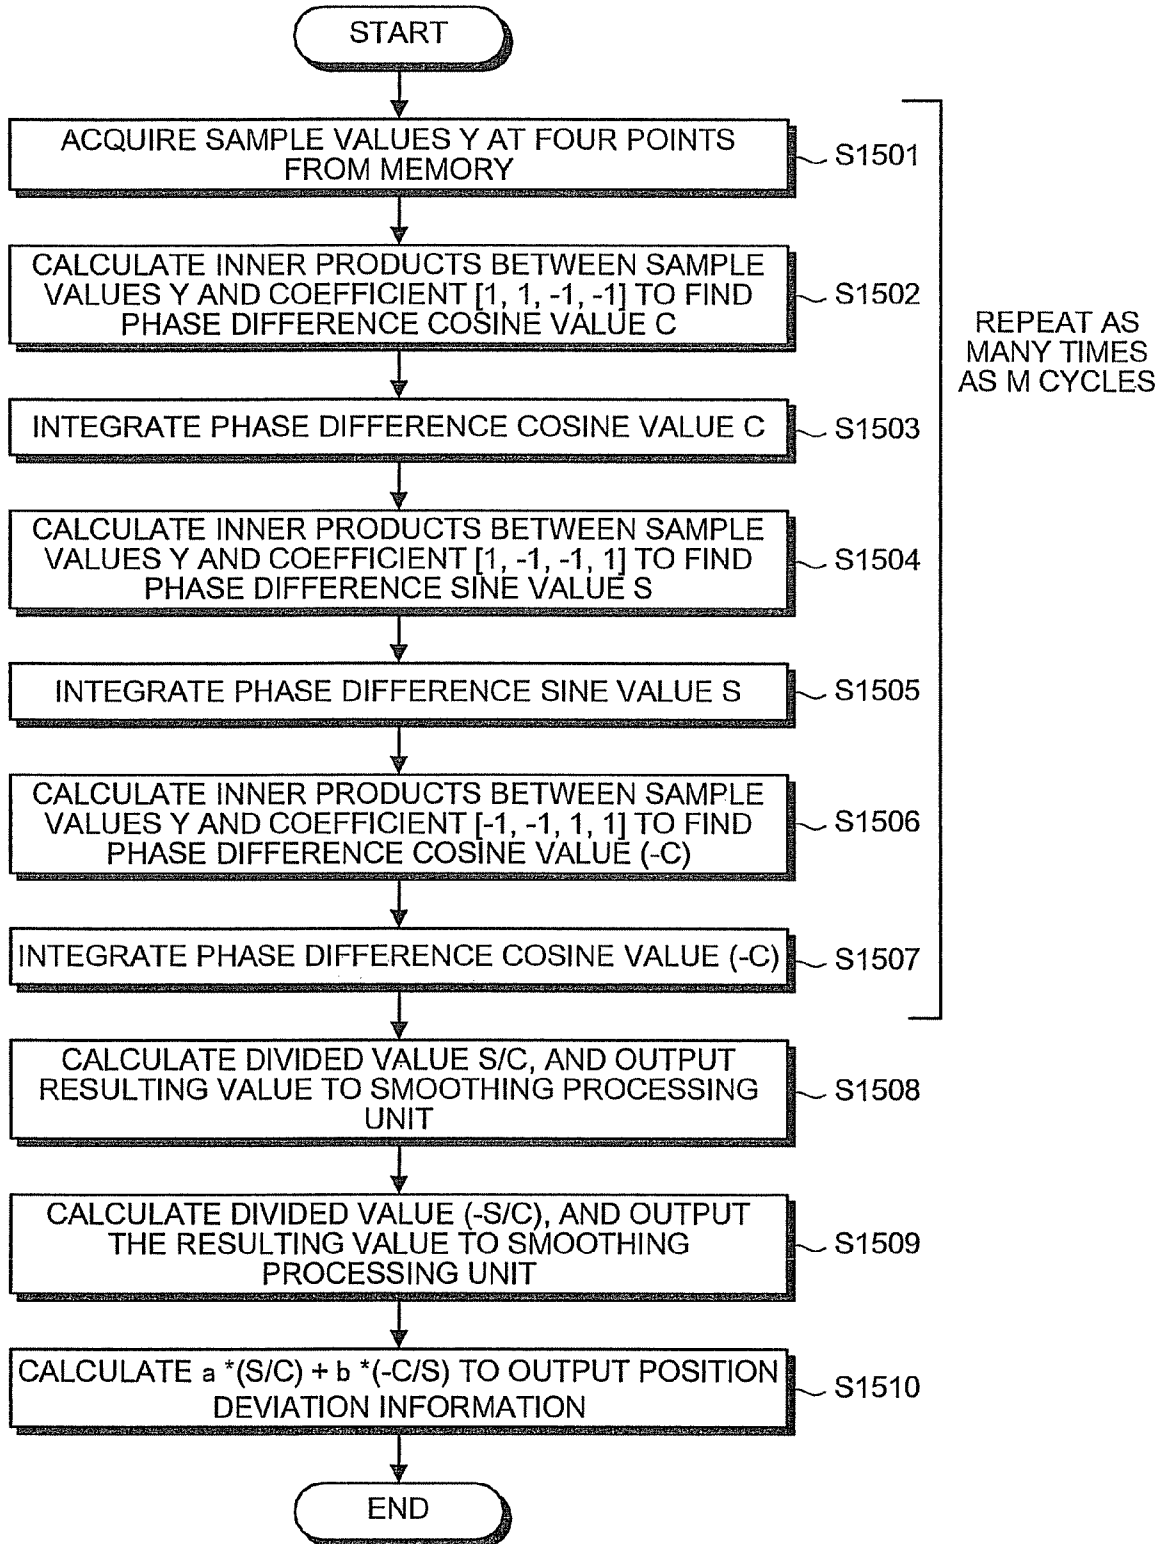 START
ACQUIRE SAMPLE VALUES Y AT FOUR POINTS
FROM MEMORY
S1501
CALCULATE INNER PRODUCTS BETWEEN SAMPLE
VALUES Y AND COEFFICIENT [1, 1, -1, -1] TO FIND
PHASE DIFFERENCE COSINE VALUE C
S1502
REPEAT AS
MANY TIMES
AS M CYCLES
INTEGRATE PHASE DIFFERENCE COSINE VALUE C
S1503
CALCULATE INNER PRODUCTS BETWEEN SAMPLE
VALUES Y AND COEFFICIENT [1, -1, -1, 1] TO FIND
PHASE DIFFERENCE SINE VALUE S
S1504
INTEGRATE PHASE DIFFERENCE SINE VALUE S
S1505
CALCULATE INNER PRODUCTS BETWEEN SAMPLE
VALUES Y AND COEFFICIENT [-1, -1, 1, 1] TO FIND
PHASE DIFFERENCE COSINE VALUE (-C)
S1506
INTEGRATE PHASE DIFFERENCE COSINE VALUE (-C)
S1507
CALCULATE DIVIDED VALUE S/C, AND OUTPUT
RESULTING VALUE TO SMOOTHING PROCESSING
UNIT
S1508
CALCULATE DIVIDED VALUE (-S/C), AND OUTPUT
THE RESULTING VALUE TO SMOOTHING
PROCESSING UNIT
S1509
CALCULATE a *(S/C) + b *(-C/S) TO OUTPUT POSITION
DEVIATION INFORMATION
S1510
END